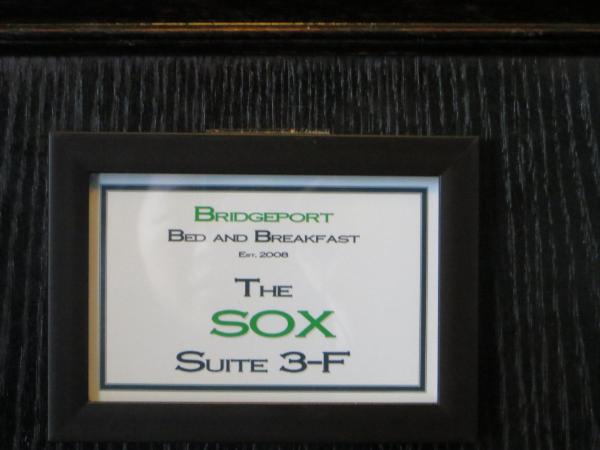 Bridgeport
Bed and Breakfast
Est. 2008
The
SOX
Suite 3-F